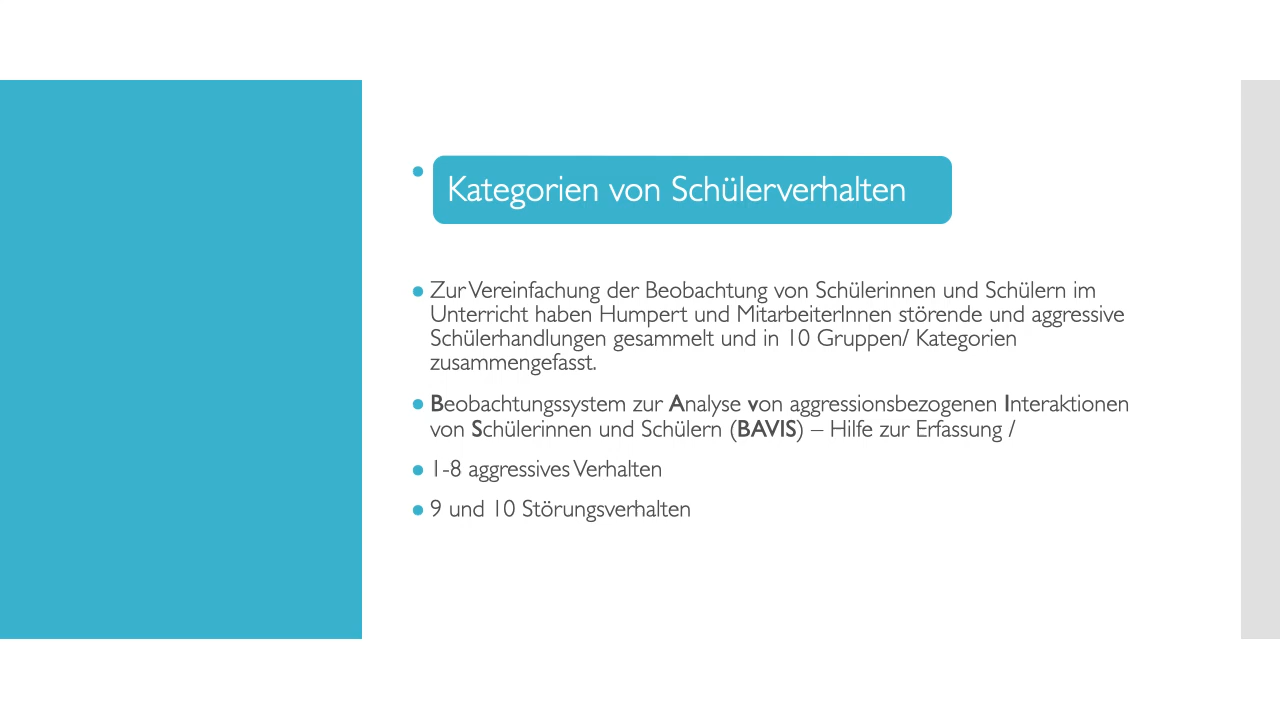 Kategorien von Schülerverhalten
Zur Vereinfachung der Beobachtung von Schülerinnen und Schülern im
Unterricht haben Humpert und MitarbeiterInnen störende und aggressive
Schülerhandlungen gesammelt und in 10 Gruppen/ Kategorien
zusammengefasst.
Beobachtungssystem zur Analyse von aggressionsbezogenen Interaktionen
von Schülerinnen und Schülern (BAVIS) – Hilfe zur Erfassung /
1-8 aggressives Verhalten
9 und 10 Störungsverhalten